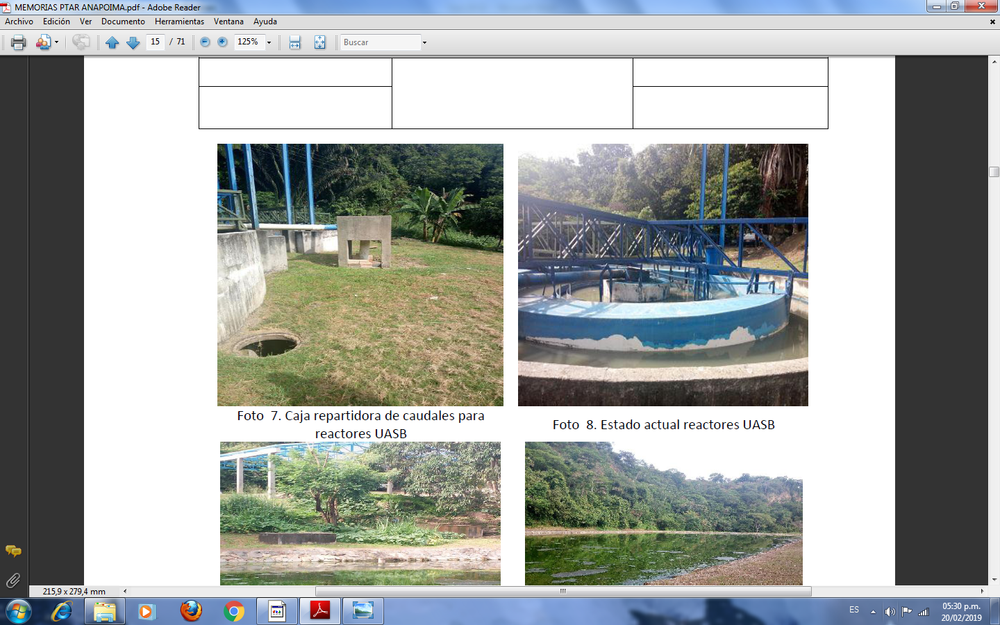 MEMORIAS PTAR ANAPOIMA.pdf - Adobe Reader
Archivo Edición Ver Documento Herramientas Ventana Ayuda
15 / 71 125% Buscar
Foto 7. Caja repartidora de caudales para
reactores UASB
Foto 8. Estado actual reactores UASB
215,9 x 279,4 mm
ES
05:30 p.m.
20/02/2019